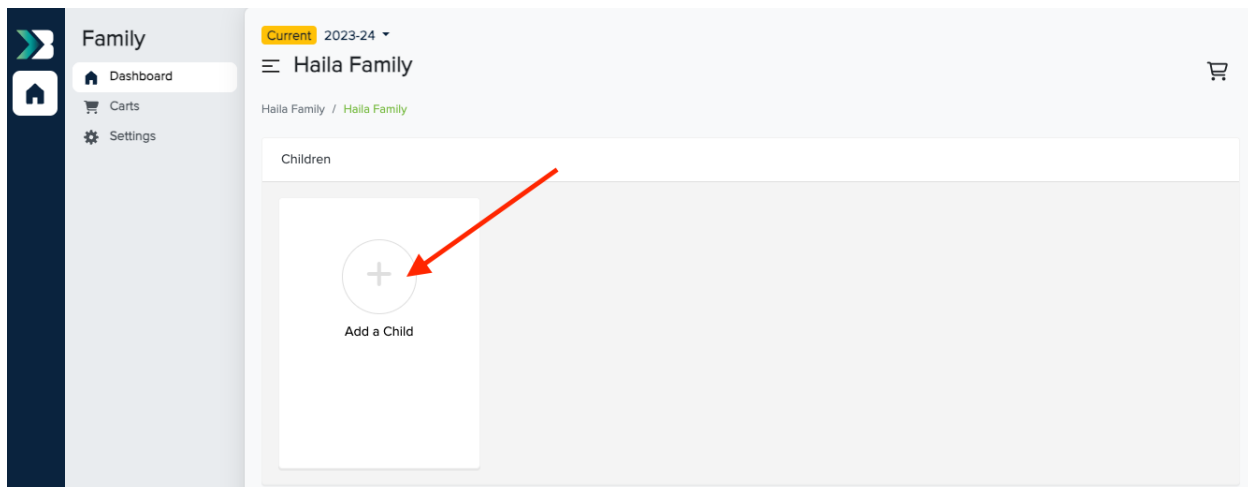 Family
Dashboard
Carts
Settings
Current 2023-24
Haila Family
Haila Family / Haila Family
Children
Add a Child